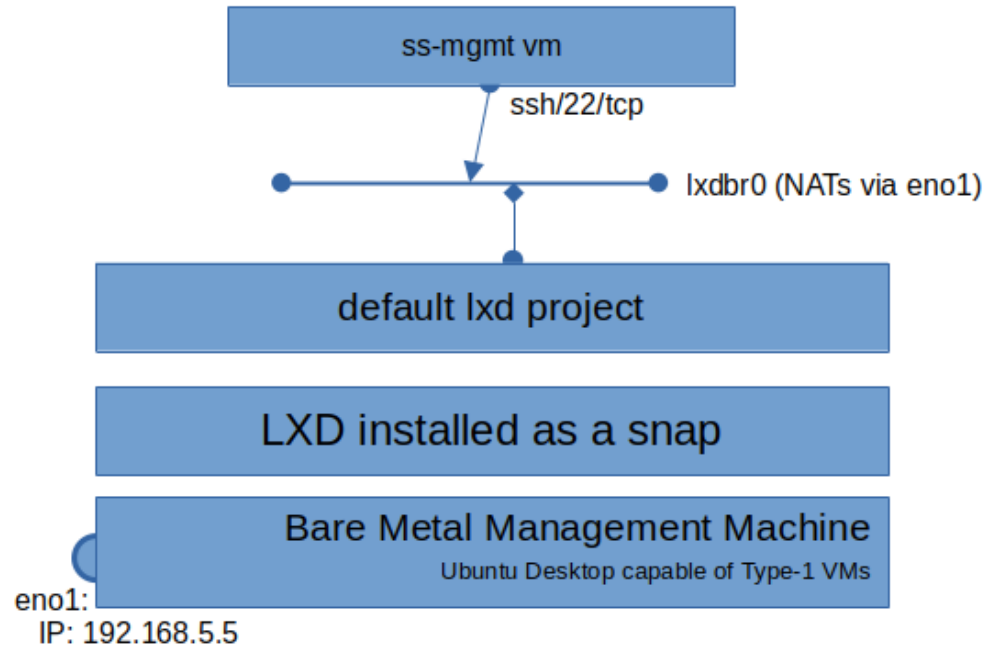 ss-mgmt vm
ssh/22/tcp
lxdbr0 (NATs via eno1)
default lxd project
LXD installed as a snap
Bare Metal Management Machine
Ubuntu Desktop capable of Type-1 VMs
eno1:
IP: 192.168.5.5